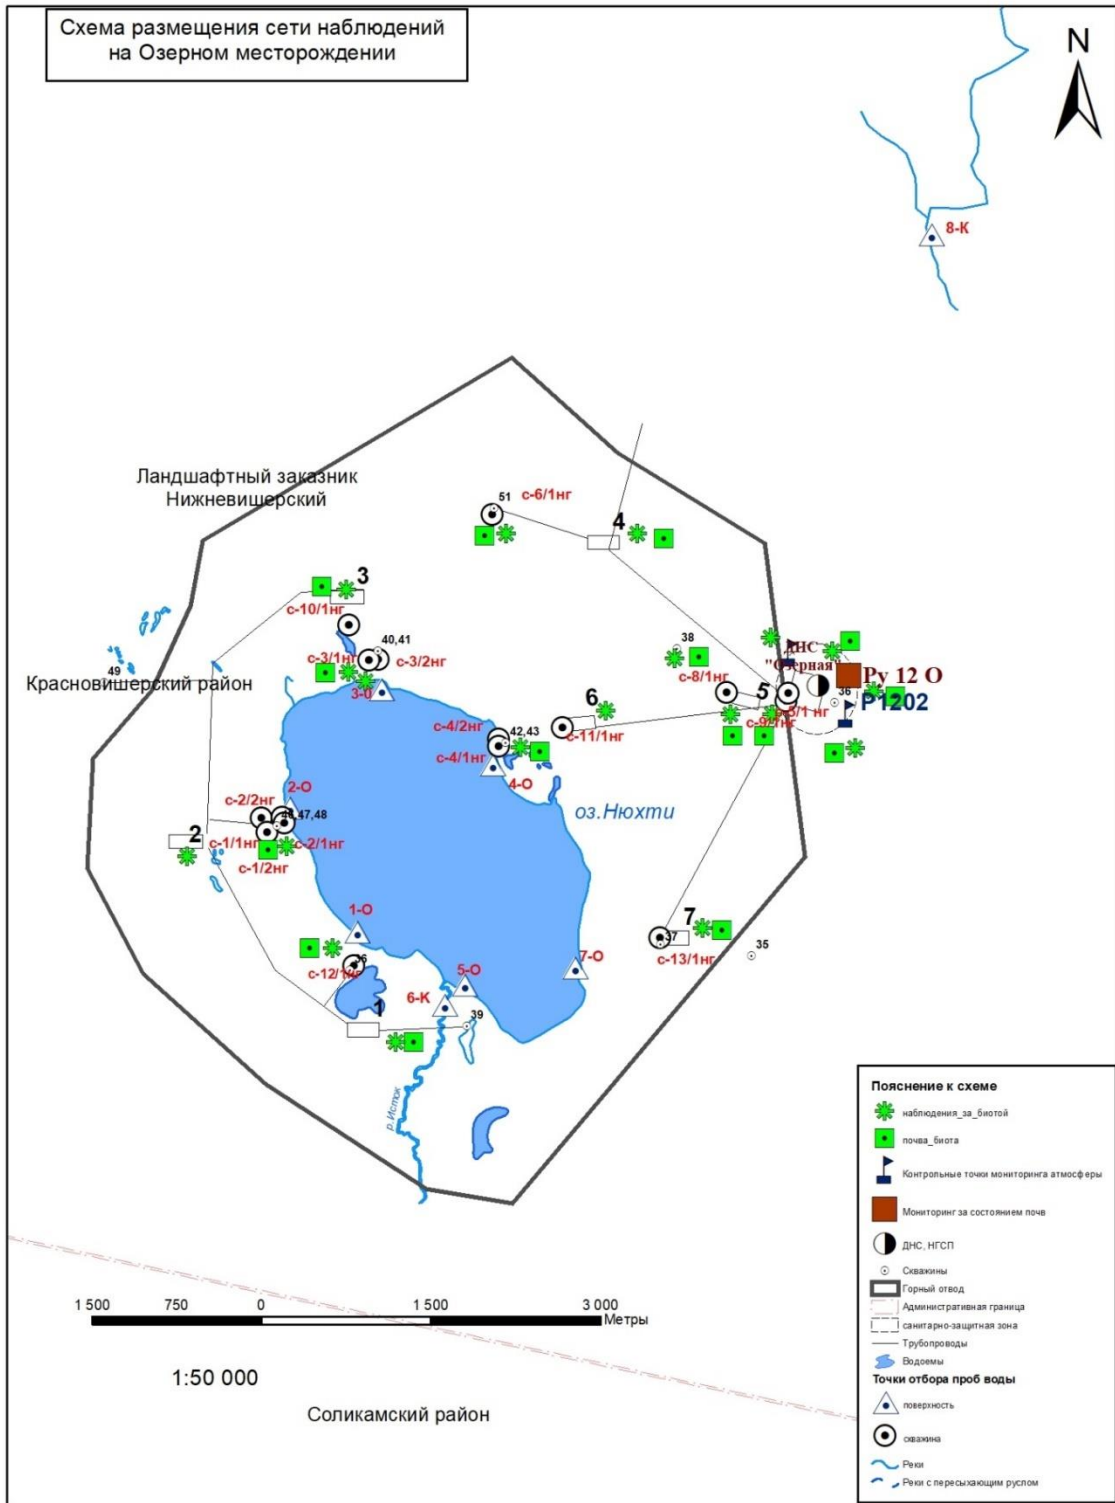 Схема размещения сети наблюдений
на Озерном месторождении
N
8-К
Ландшафтный заказник
Нижневишерский
51
с-6/1нг
4
3
с-10/1нг
40,41
с-3/1нг
с-3/2нг
3-0
49
Красновишерский район
38
ДНС
"Озерная"
с-8/1нг
5
Ру 12 О
36
Р1202
с-9/1нг
6
с-11/1нг
с-4/2нг
42,43
с-4/1нг
4-О
оз.Нюхти
2-О
с-2/2нг
47,48
2
с-1/1нг
с-2/1нг
с-1/2нг
1-О
с-12/1нг
5-О
6-К
7-О
7
37
35
с-13/1нг
1
39
р.Исток
Пояснение к схеме
наблюдения_за_биотой
почва_биота
Контрольные точки мониторинга атмосферы
Мониторинг за состоянием почв
ДНС, НГСП
Скважины
Горный отвод
Административная граница
санитарно-защитная зона
Трубопроводы
Водоемы
Точки отбора проб воды
поверхность
скважина
Реки
Реки с пересыхающим руслом
1 500 750 0 1 500 3 000
Метры
1:50 000
Соликамский район